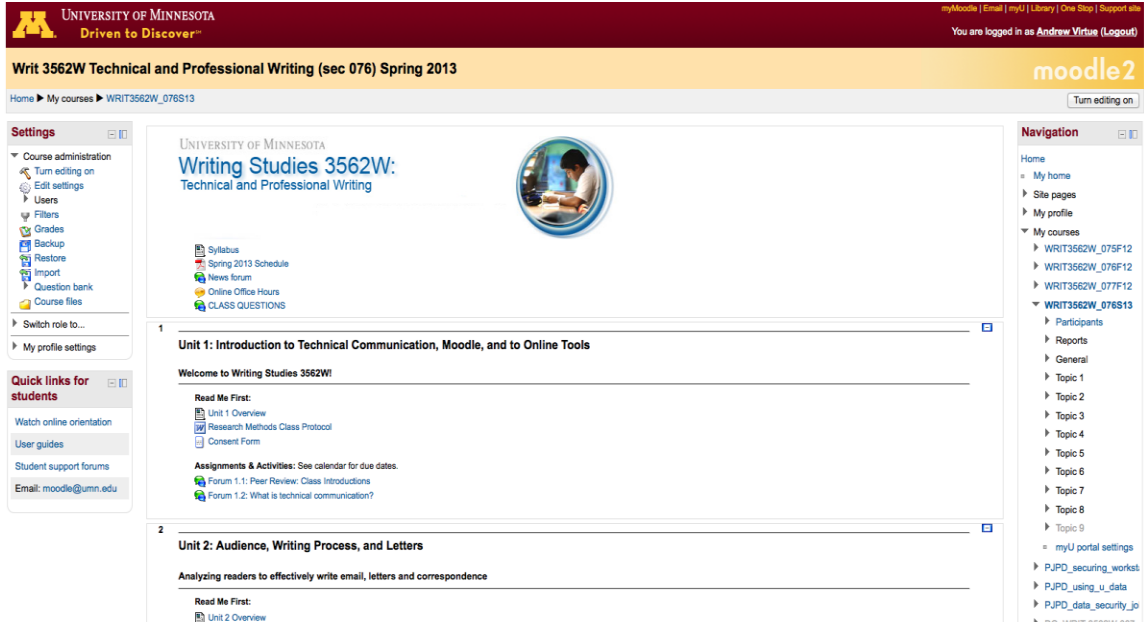 UNIVERSITY OF MINNESOTA
Driven to Discover℠
myMoodle | Email | myU | Library | One Stop | Support site
You are logged in as Andrew Virtue (Logout)
Writ 3562W Technical and Professional Writing (sec 076) Spring 2013
moodle2
Home ► My courses ► WRIT3562W_076S13
Turn editing on
Settings
Course administration
Turn editing on
Edit settings
Users
Filters
Grades
Backup
Restore
Import
Question bank
Course files
Switch role to...
My profile settings
Quick links for
students
Watch online orientation
User guides
Student support forums
Email: moodle@umn.edu
UNIVERSITY OF MINNESOTA
Writing Studies 3562W:
Technical and Professional Writing
Syllabus
Spring 2013 Schedule
News forum
Online Office Hours
CLASS QUESTIONS
1
Unit 1: Introduction to Technical Communication, Moodle, and to Online Tools
Welcome to Writing Studies 3562W!
Read Me First:
Unit 1 Overview
Research Methods Class Protocol
Consent Form
Assignments & Activities: See calendar for due dates.
Forum 1.1: Peer Review: Class Introductions
Forum 1.2: What is technical communication?
2
Unit 2: Audience, Writing Process, and Letters
Analyzing readers to effectively write email, letters and correspondence
Read Me First:
Unit 2 Overview
Navigation
Home
My home
Site pages
My profile
My courses
WRIT3562W_075F12
WRIT3562W_076F12
WRIT3562W_077F12
WRIT3562W_076S13
Participants
Reports
General
Topic 1
Topic 2
Topic 3
Topic 4
Topic 5
Topic 6
Topic 7
Topic 8
Topic 9
myU portal settings
PJPD_securing_workst
PJPD_using_u_data
PJPD_data_security_jo